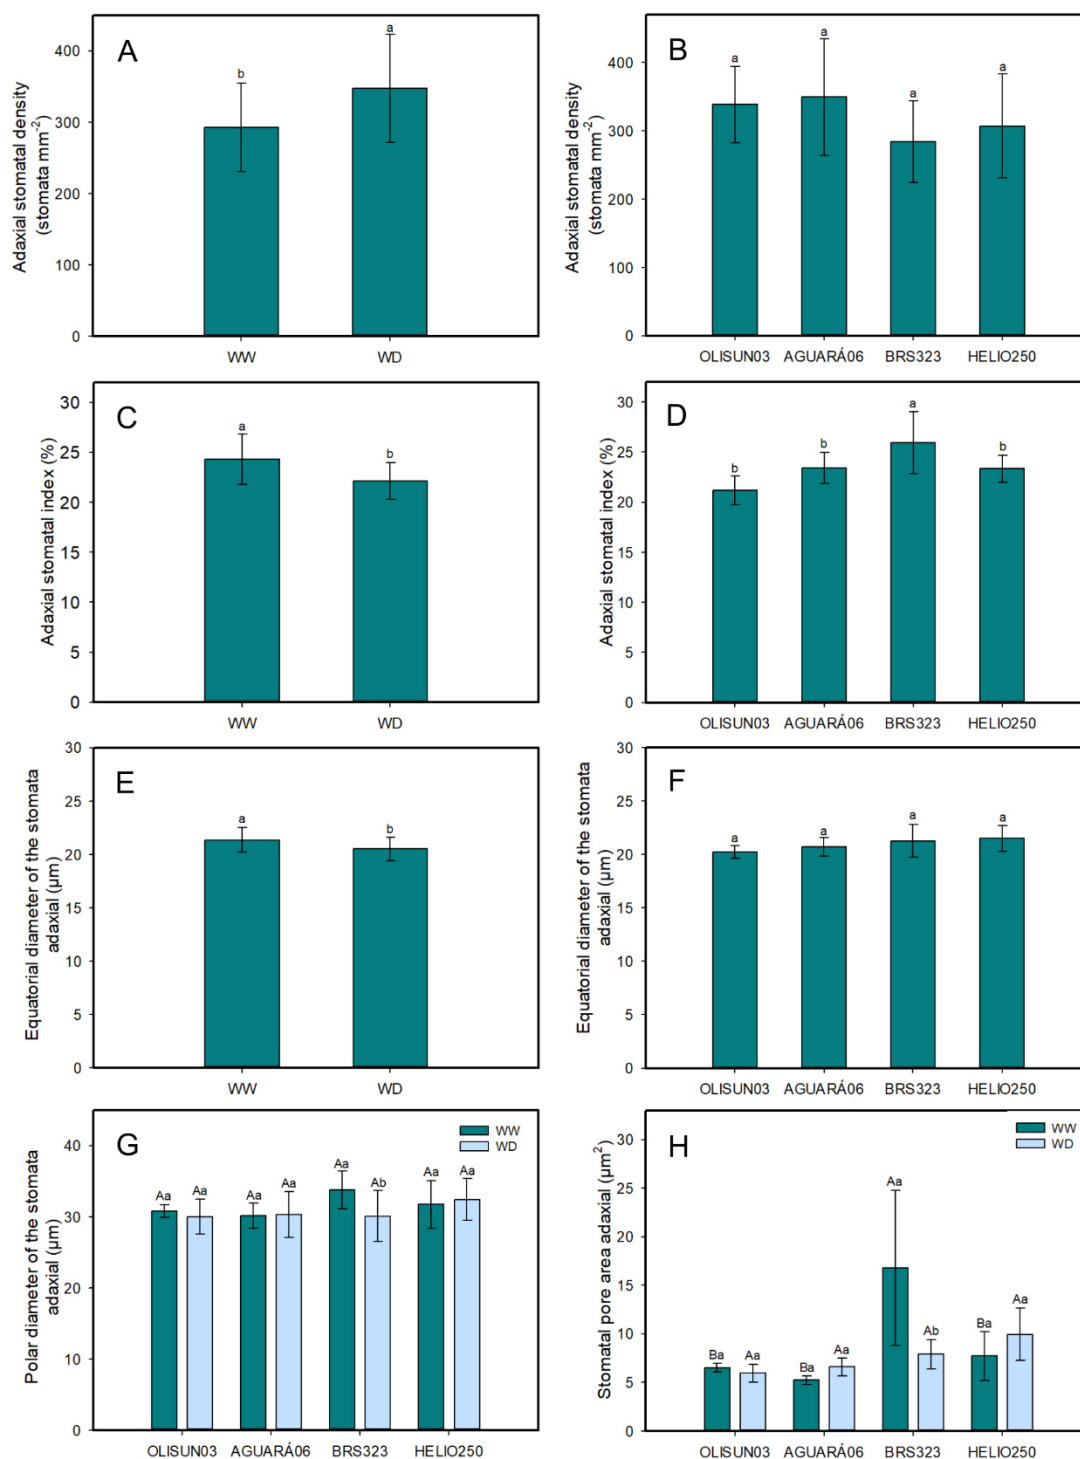 A
Adaxial stomatal density
(stomata mm-2)
400
300
200
100
0
b
a
WW
WD
B
Adaxial stomatal density
(stomata mm-2)
400
300
200
100
0
a
a
a
a
OLISUN03
AGUARÁ06
BRS323
HELIO250
C
Adaxial stomatal index (%)
30
25
20
15
10
5
0
a
b
WW
WD
D
Adaxial stomatal index (%)
30
25
20
15
10
5
0
b
b
a
b
OLISUN03
AGUARÁ06
BRS323
HELIO250
E
Equatorial diameter of the stomata
adaxial (µm)
30
25
20
15
10
5
0
a
b
WW
WD
F
Equatorial diameter of the stomata
adaxial (µm)
30
25
20
15
10
5
0
a
a
a
a
OLISUN03
AGUARÁ06
BRS323
HELIO250
G
Polar diameter of the stomata
adaxial (µm)
40
30
20
10
0
WW
WD
Aa
Aa
Aa
Aa
Aa
Ab
Aa
Aa
OLISUN03
AGUARÁ06
BRS323
HELIO250
H
Stomatal pore area adaxial (µm2)
30
25
20
15
10
5
0
WW
WD
Ba
Aa
Ba
Aa
Aa
Ab
Ba
Aa
OLISUN03
AGUARÁ06
BRS323
HELIO250